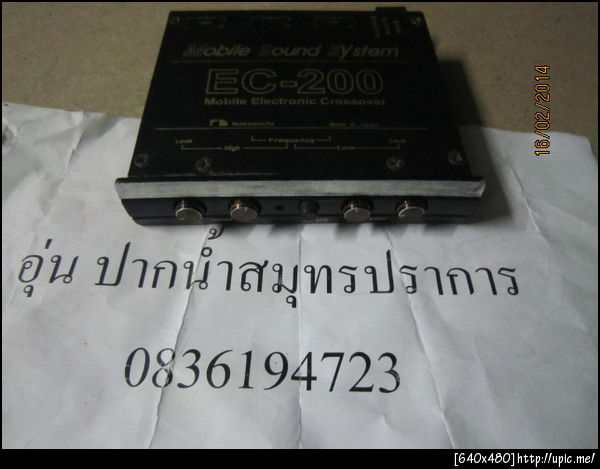 Mobile Sound System
EC-200
Mobile Electronic Crossover
Nakamichi Made in Japan
Level Frequency Level
High Low
16/02/2014
อุ่น ปากน้ำสมุทรปราการ
0836194723
[640x480]http://upic.me/